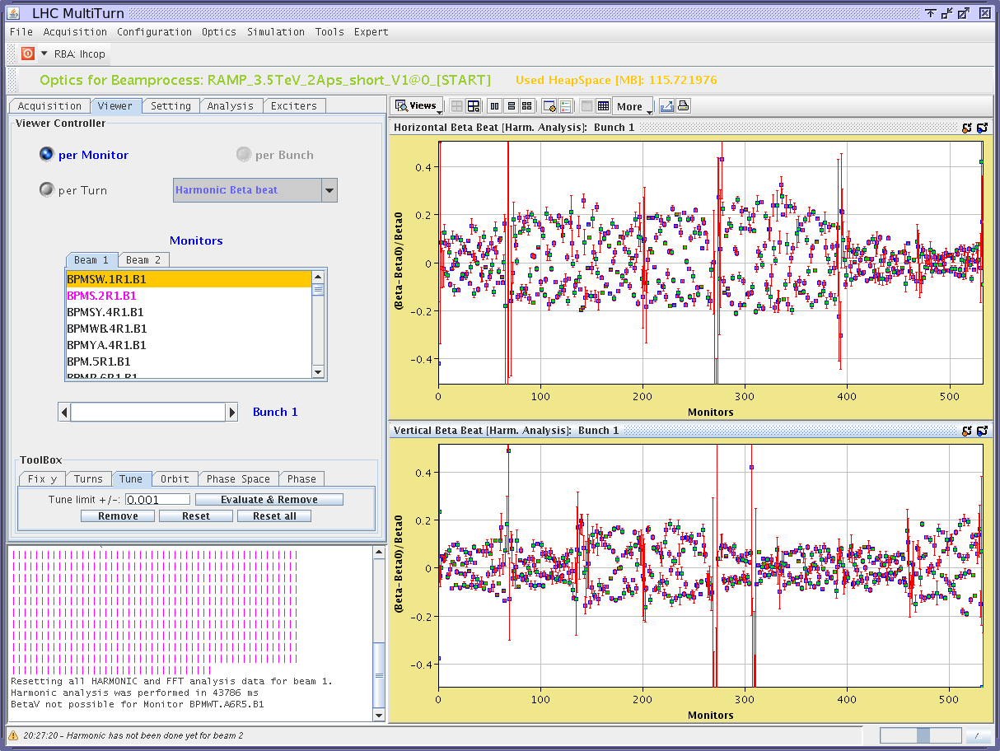 LHC MultiTurn
File Acquisition Configuration Optics Simulation Tools Expert
RBA: lhcop
Optics for Beamprocess: RAMP_3.5TeV_2Aps_short_V1@0_[START] Used HeapSpace [MB]: 115.721976
Acquisition Viewer Setting Analysis Exciters
Viewer Controller
per Monitor per Bunch
per Turn Harmonic: Beta beat
Monitors
Beam 1 Beam 2
BPMSW.1R1.B1
BPMS.2R1.B1
BPMSY.4R1.B1
BPMWB.4R1.B1
BPMYA.4R1.B1
BPM.5R1.B1
BPMR.6R1.B1
Bunch 1
ToolBox
Fix y Turns Tune Orbit Phase Space Phase
Tune limit +/-: 0.001 Evaluate & Remove
Remove Reset Reset all
Resetting all HARMONIC and FFT analysis data for beam 1.
Harmonic analysis was performed in 43786 ms
BetaV not possible for Monitor BPMWT.A6R5.B1
Views More
Horizontal Beta Beat [Harm. Analysis]: Bunch 1
(Beta-Beta0)/Beta0
0.4
0.2
0
-0.2
-0.4
0 100 200 300 400 500
Monitors
Vertical Beta Beat [Harm. Analysis]: Bunch 1
(Beta-Beta0)/Beta0
0.4
0.2
0
-0.2
-0.4
0 100 200 300 400 500
Monitors
20:27:20 - Harmonic has not been done yet for beam 2